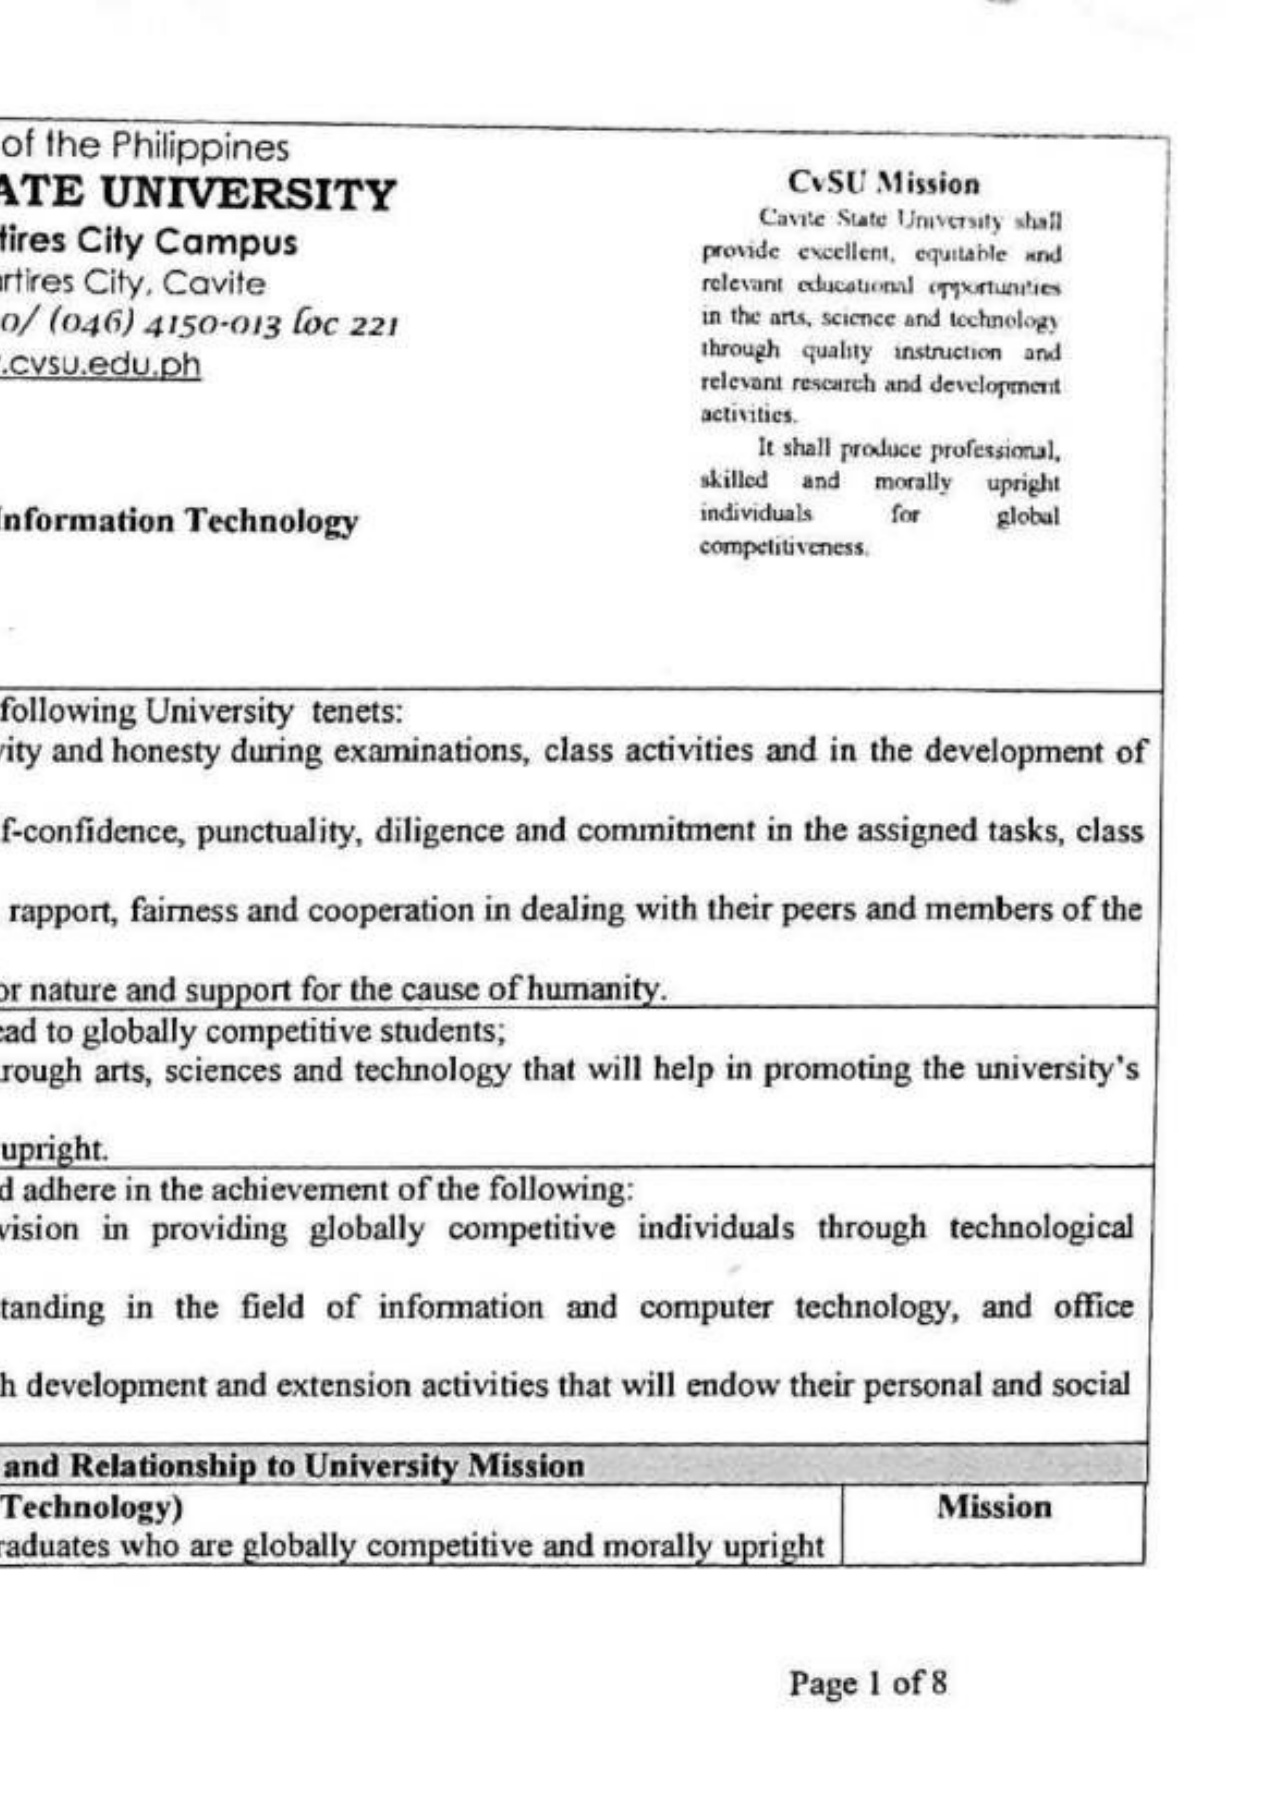 of the Philippines
ATE UNIVERSITY
tires City Campus
rtires City, Cavite
0/ (046) 4150-013 loc 221
.cvsu.edu.ph
nformation Technology
CvSU Mission
Cavite State University shall
provide excellent, equitable and
relevant educational opportunities
in the arts, science and technology
through quality instruction and
relevant research and development
activities.
It shall produce professional,
skilled and morally upright
individuals for global
competitiveness.
following University tenets:
ity and honesty during examinations, class activities and in the development of
f-confidence, punctuality, diligence and commitment in the assigned tasks, class
rapport, fairness and cooperation in dealing with their peers and members of the
or nature and support for the cause of humanity.
ead to globally competitive students;
rough arts, sciences and technology that will help in promoting the university's
upright.
d adhere in the achievement of the following:
vision in providing globally competitive individuals through technological
tanding in the field of information and computer technology, and office
h development and extension activities that will endow their personal and social
and Relationship to University Mission
Technology)
Mission
raduates who are globally competitive and morally upright
Page 1 of 8